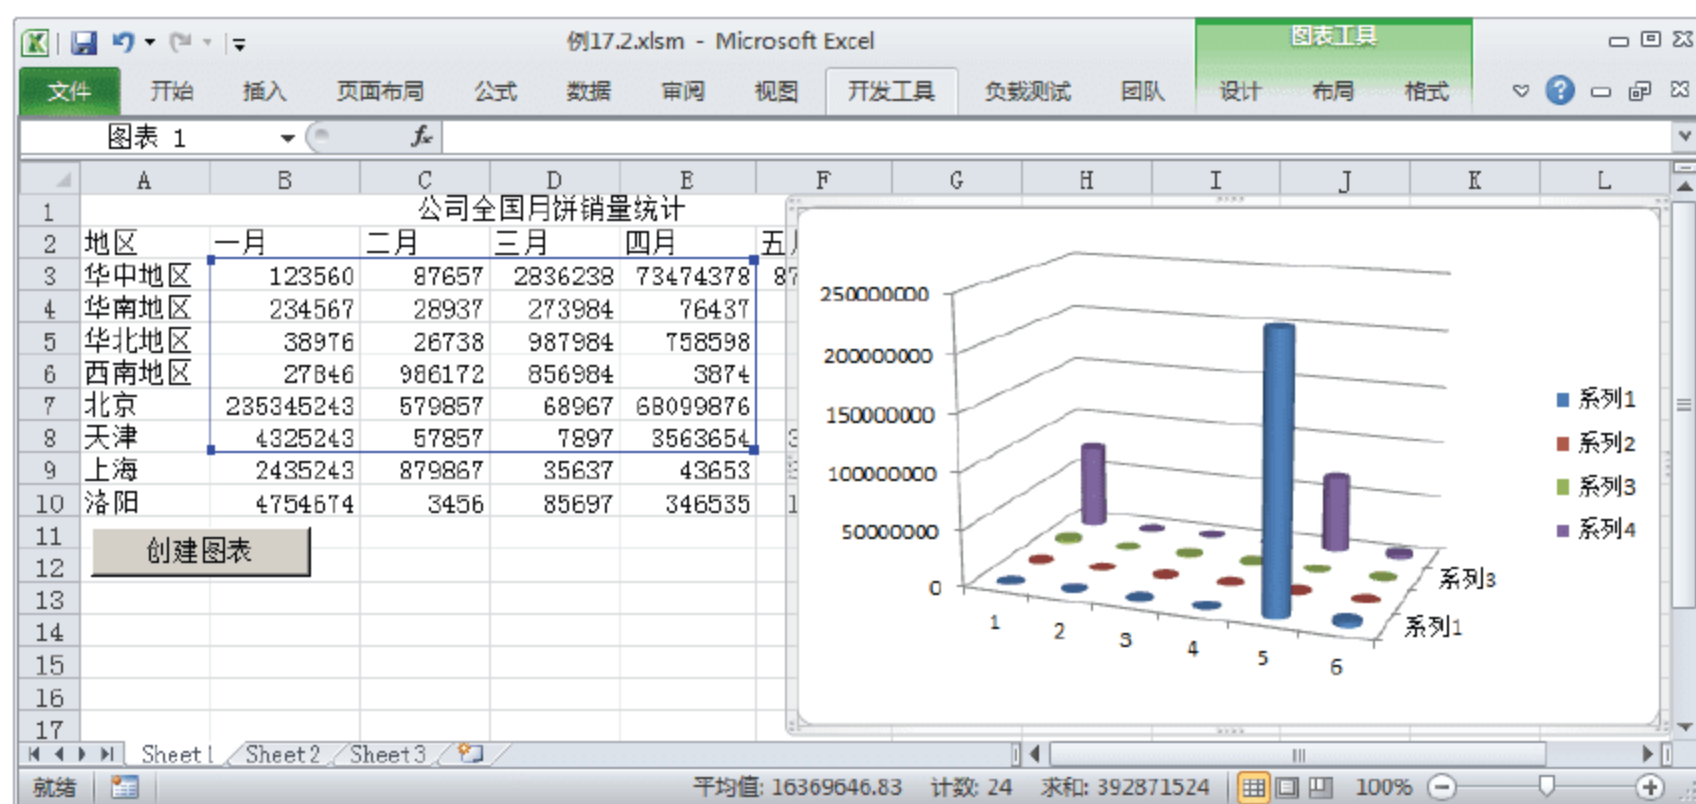 例17.2.xlsm - Microsoft Excel
图表工具
文件 开始 插入 页面布局 公式 数据 审阅 视图 开发工具 负载测试 团队 设计 布局 格式
图表 1 fx
A B C D E F G H I J K L
1 公司全国月饼销量统计
2 地区 一月 二月 三月 四月 五
3 华中地区 123560 87657 2836238 73474378 87
4 华南地区 234567 28937 273984 76437
5 华北地区 38976 26738 987984 758598
6 西南地区 27846 986172 856984 3874
7 北京 235345243 579857 68967 68099876
8 天津 4325243 57857 7897 3563654
9 上海 2435243 879867 35637 43653
10 洛阳 4754674 3456 85697 346535 1
11
12
创建图表
13
14
15
16
17
250000000
200000000
150000000
100000000
50000000
0
1 2 3 4 5 6
系列1
系列3
系列1
系列2
系列3
系列4
Sheet1 Sheet2 Sheet3
就绪 平均值: 16369646.83 计数: 24 求和: 392871524 100%